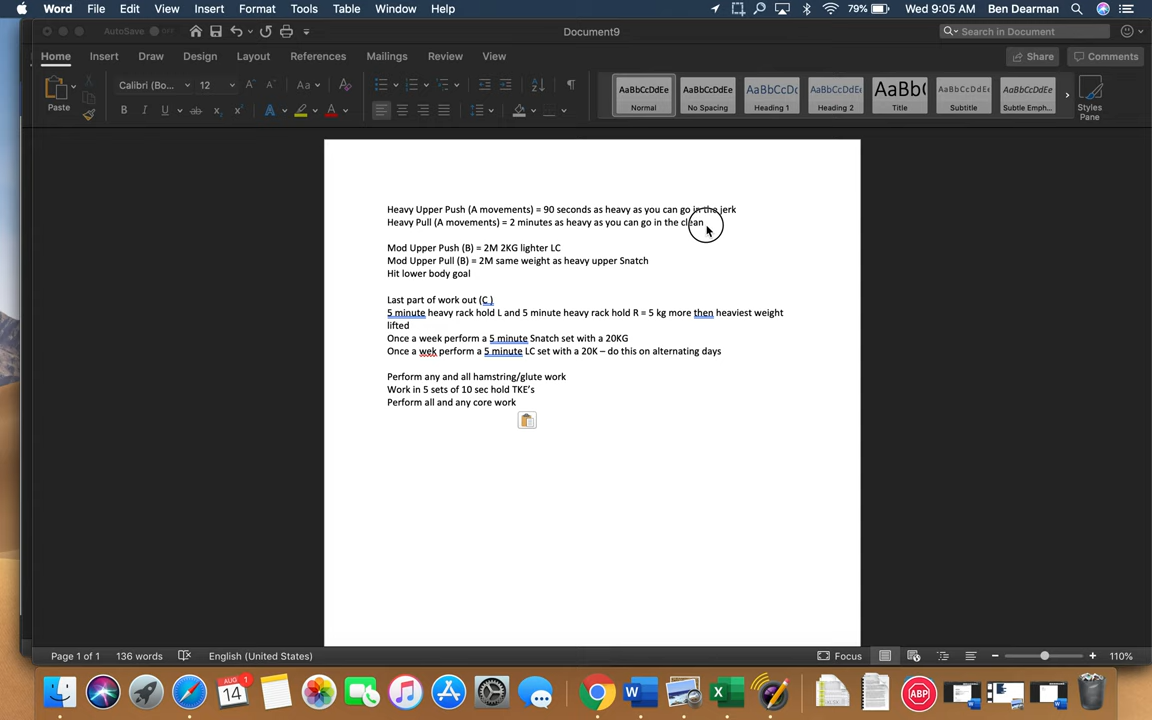 Word File Edit View Insert Format Tools Table Window Help 79% Wed 9:05 AM Ben Dearman
AutoSave OFF Document9 Search in Document
Home Insert Draw Design Layout References Mailings Review View Share Comments
Paste Calibri (Bo... 12 Aa
AaBbCcDdEe AaBbCcDdEe AaBbCcDc AaBbCcDdEe AaBb( AaBbCcDdEe AaBbCcDdEe
Normal No Spacing Heading 1 Heading 2 Title Subtitle Subtle Emph... Styles Pane
Heavy Upper Push (A movements) = 90 seconds as heavy as you can go in the jerk
Heavy Pull (A movements) = 2 minutes as heavy as you can go in the clean
Mod Upper Push (B) = 2M 2KG lighter LC
Mod Upper Pull (B) = 2M same weight as heavy upper Snatch
Hit lower body goal
Last part of work out (C )
5 minute heavy rack hold L and 5 minute heavy rack hold R = 5 kg more then heaviest weight
lifted
Once a week perform a 5 minute Snatch set with a 20KG
Once a wek perform a 5 minute LC set with a 20K – do this on alternating days
Perform any and all hamstring/glute work
Work in 5 sets of 10 sec hold TKE's
Perform all and any core work
Page 1 of 1 136 words English (United States) Focus 110%
AUG 14 1 ABP